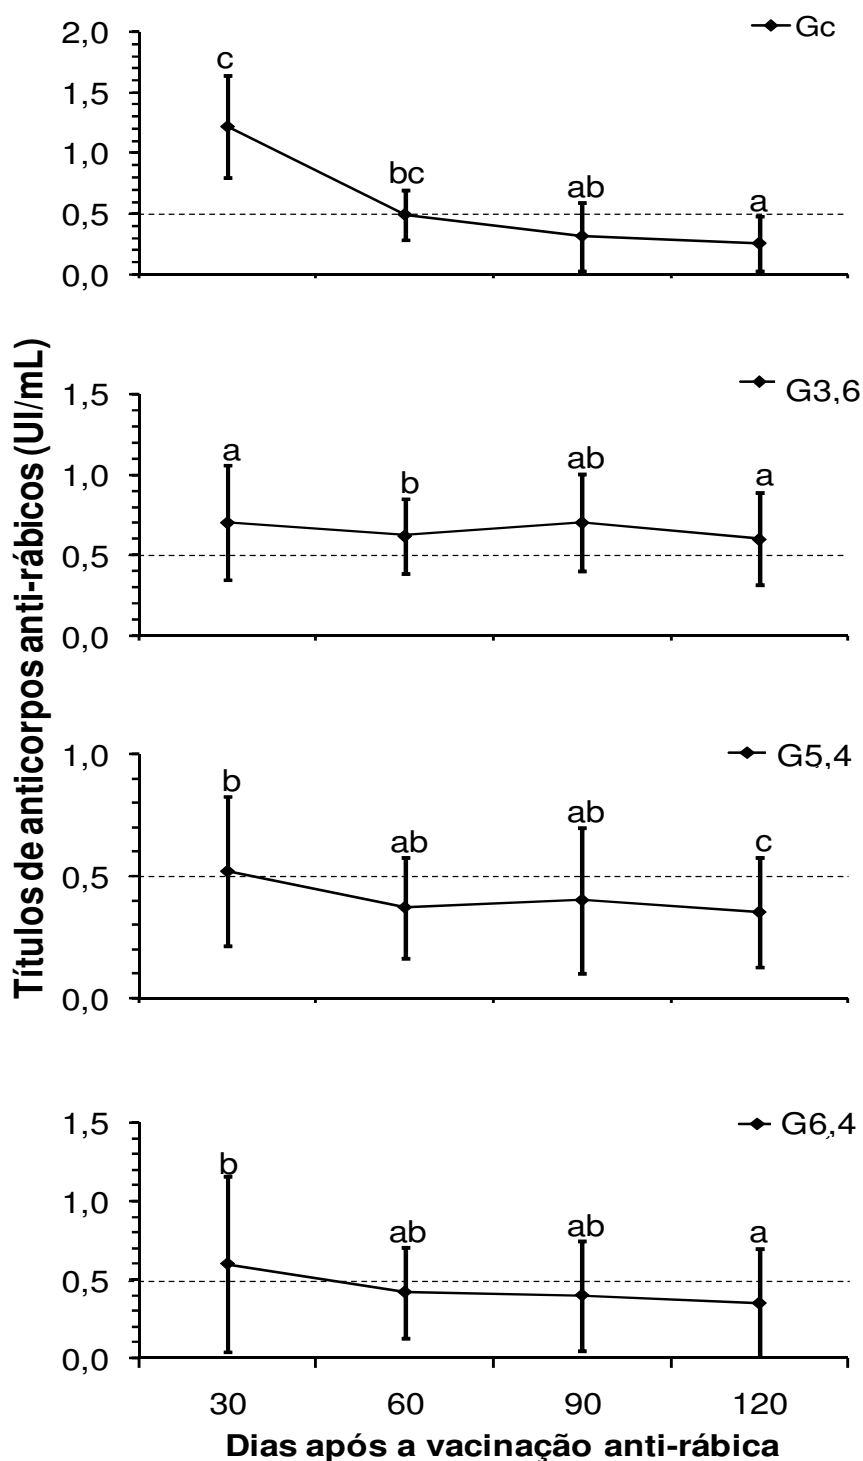 Títulos de anticorpos anti-rábicos (UI/mL)
2,0
1,5
1,0
0,5
0,0
Gc
c
bc
ab
a
1,5
1,0
0,5
0,0
G3,6
a
b
ab
a
1,0
0,5
0,0
G5,4
b
ab
ab
c
1,5
1,0
0,5
0,0
G6,4
b
ab
ab
a
30 60 90 120
Dias após a vacinação anti-rábica